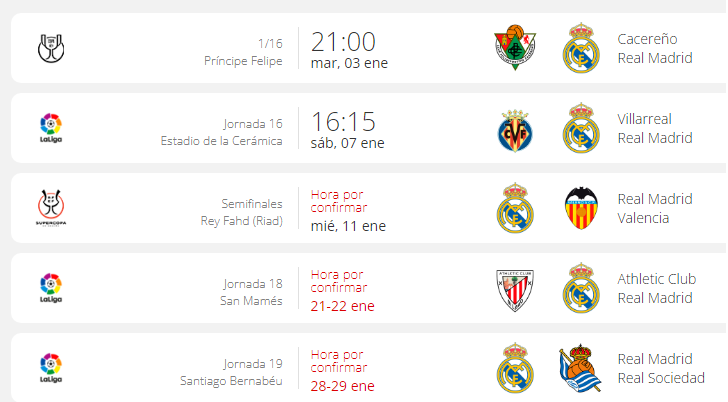 1/16
Príncipe Felipe
21:00
mar, 03 ene
Cacereño
Real Madrid
LaLiga
Jornada 16
Estadio de la Cerámica
16:15
sáb, 07 ene
Villarreal
Real Madrid
SUPERCOPA
Semifinales
Rey Fahd (Riad)
Hora por
confirmar
mié, 11 ene
Real Madrid
Valencia
LaLiga
Jornada 18
San Mamés
Hora por
confirmar
21-22 ene
ATHLETIC CLUB
Athletic Club
Real Madrid
LaLiga
Jornada 19
Santiago Bernabéu
Hora por
confirmar
28-29 ene
Real Madrid
Real Sociedad